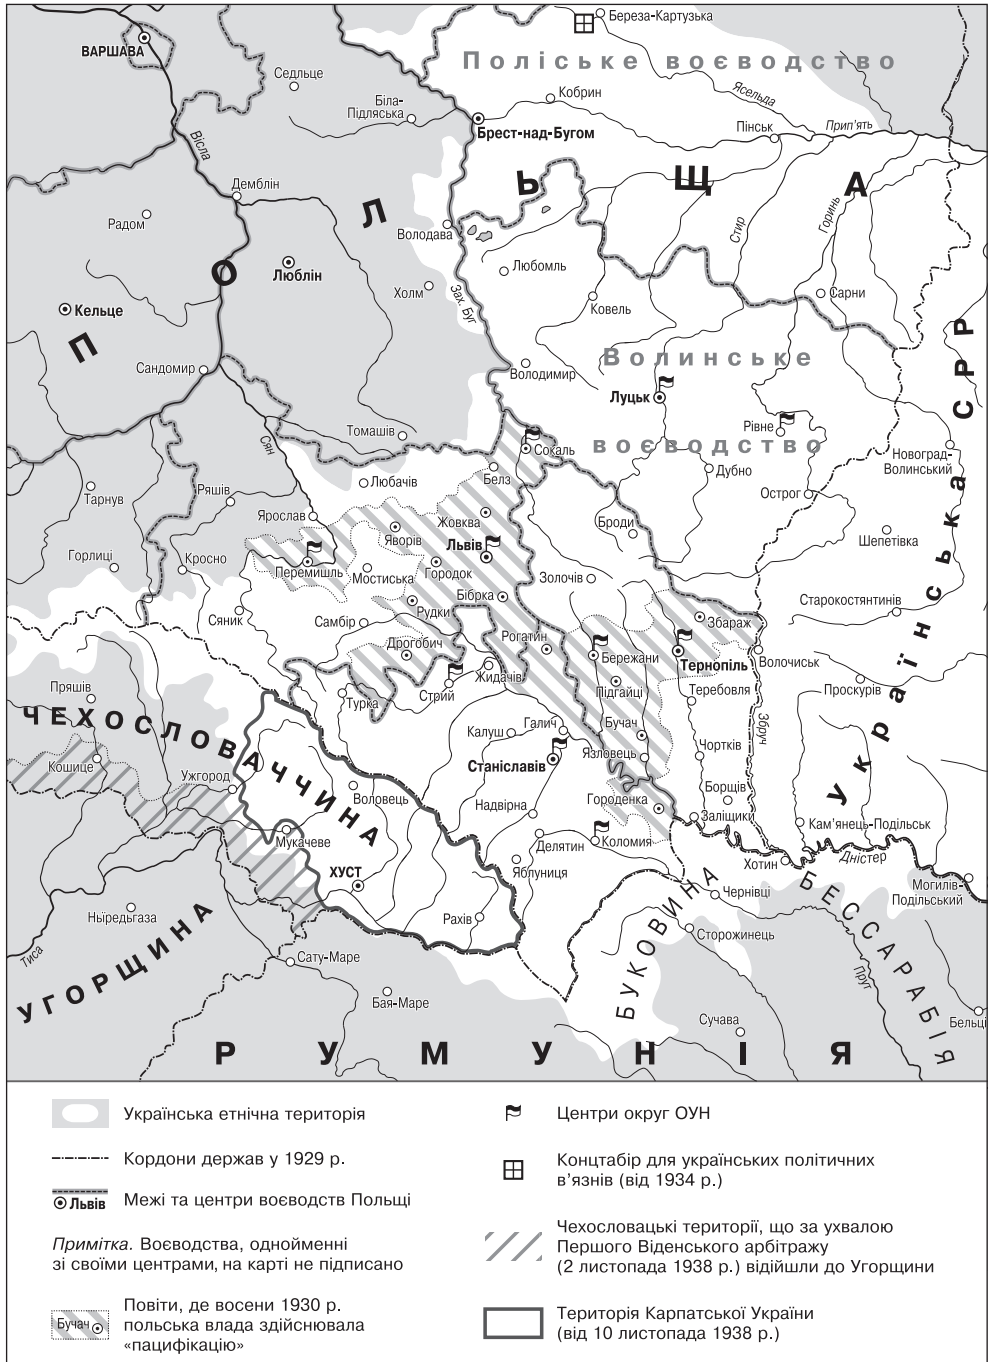 Береза-Картузька
ВАРШАВА
Поліське воєводство
Седльце
Ясельда
Біла-
Підляська
Кобрин
Брест-над-Бугом
Пінськ
Прип'ять
Вісла
Демблін
ПОЛЬЩА
Радом
Володава
Стир
Горинь
Люблін
Любомль
Холм
Зах. Буг
Кельце
Ковель
Сарни
Сандомир
Володимир
Волинське
воєводство
Луцьк
Рівне
Томашів
Сян
Сокаль
Новоград-
Волинський
Тарнув
Ряшів
Любачів
Белз
Дубно
Острог
Ярослав
Жовква
Броди
Яворів
Львів
Шепетівка
Горлиці
Кросно
Перемишль
Мостиська
Городок
Золочів
Бібрка
Старокостянтинів
Сяник
Самбір
Рудки
Збараж
Дрогобич
Рогатин
Бережани
Тернопіль
Волочиськ
Пряшів
Турка
Стрий
Жидачів
Підгайці
Теребовля
Проскурів
ЧЕХОСЛОВАЧЧИНА
Калуш
Галич
Бучач
Збруч
Українська СРР
Кошице
Ужгород
Станіславів
Язловець
Чортків
Воловець
Надвірна
Городенка
Борщів
Заліщики
Кам'янець-Подільськ
Мукачеве
Делятин
Коломия
Хотин
Дністер
ХУСТ
Яблуниця
Чернівці
Могилів-
Подільський
Ньіредьгаза
Рахів
Сторожинець
Тиса
УГОРЩИНА
Сату-Маре
БУКОВИНА
БЕССАРАБІЯ
Прут
Бая-Маре
Сучава
Бельці
РУМУНІЯ
Українська етнічна територія
Кордони держав у 1929 р.
Львів
Межі та центри воєводств Польщі
Примітка. Воєводства, однойменні
зі своїми центрами, на карті не підписано
Бучач
Повіти, де восени 1930 р.
польська влада здійснювала
«пацифікацію»
Центри округ ОУН
Концтабір для українських політичних
в'язнів (від 1934 р.)
Чехословацькі території, що за ухвалою
Першого Віденського арбітражу
(2 листопада 1938 р.) відійшли до Угорщини
Територія Карпатської України
(від 10 листопада 1938 р.)